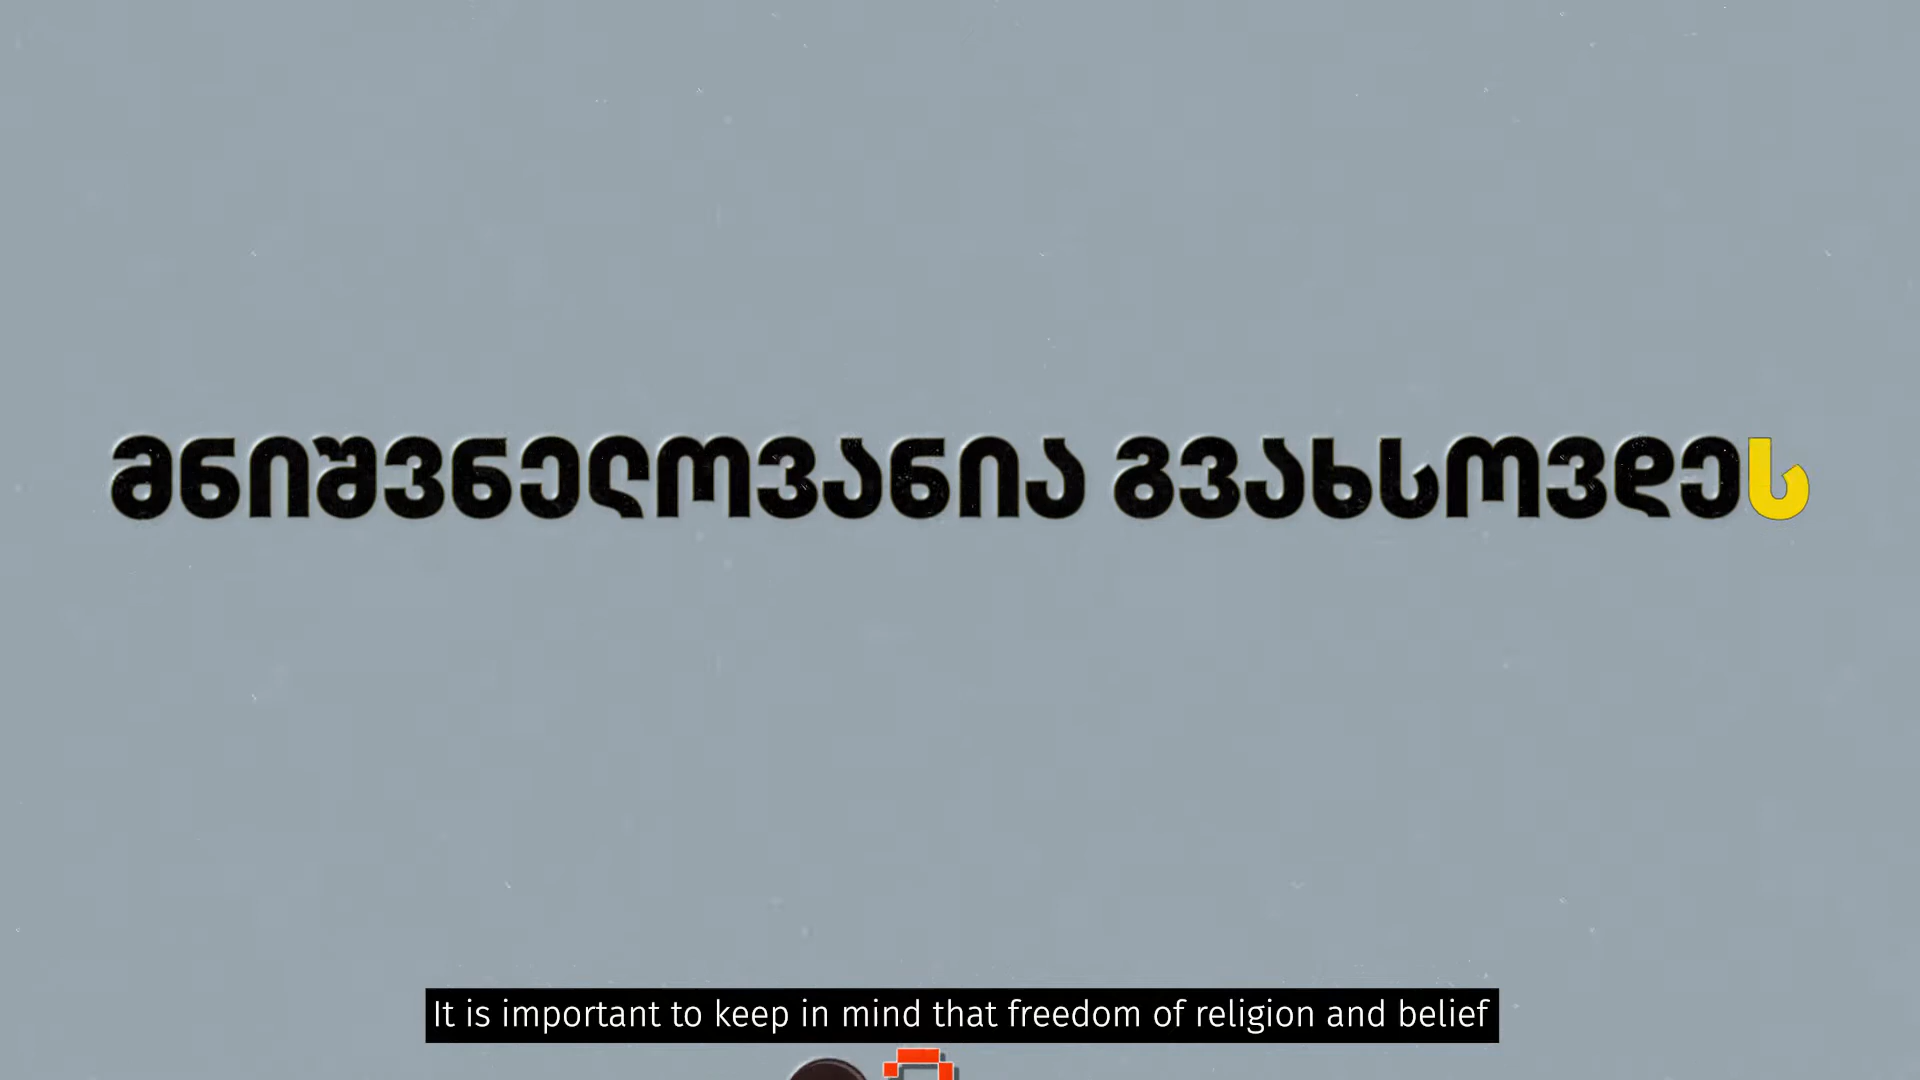 მნიშვნელოვანია გვახსოვდეს
It is important to keep in mind that freedom of religion and belief